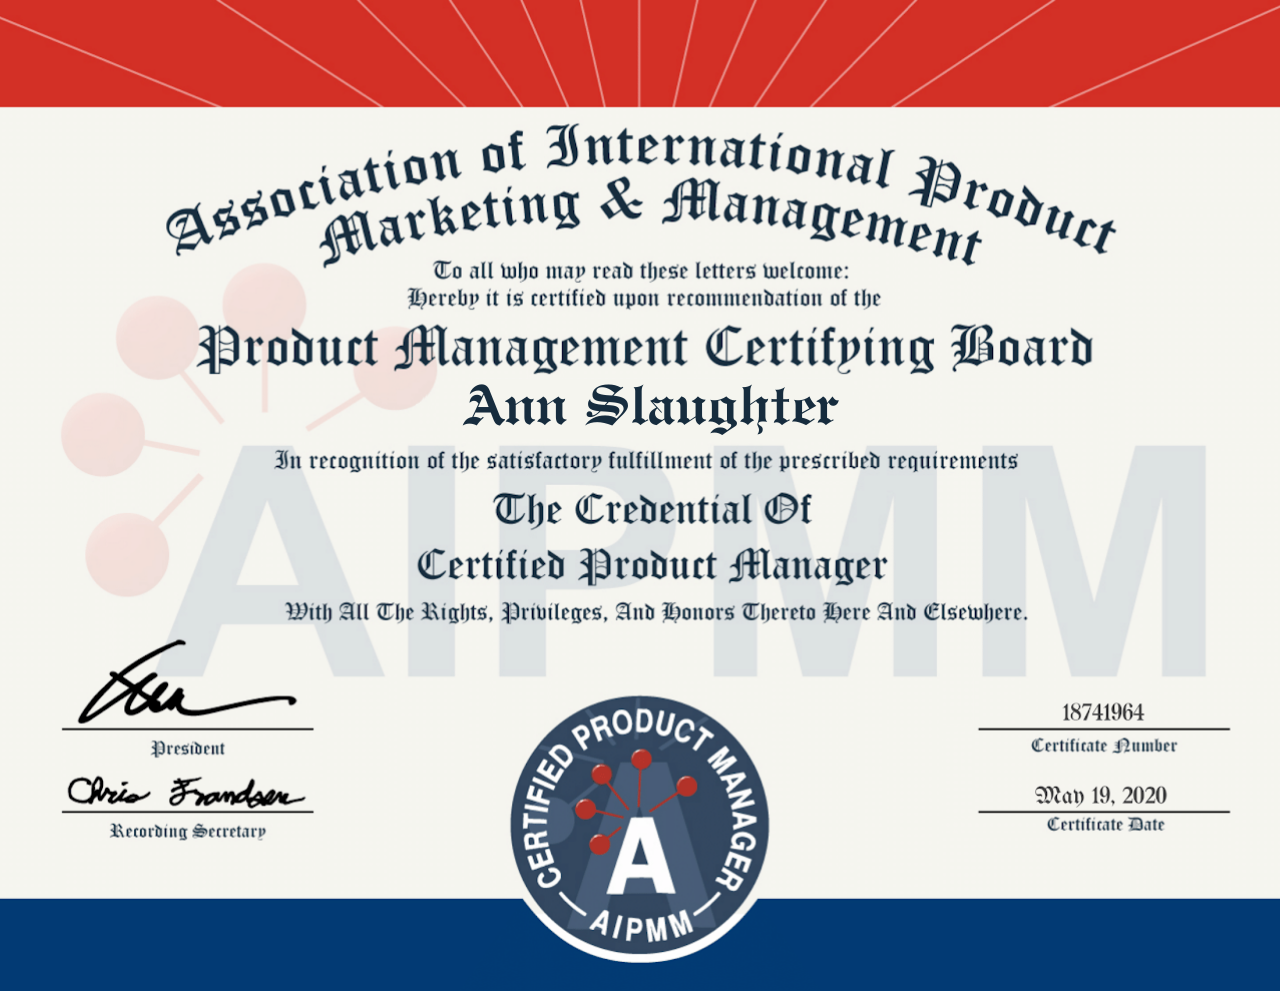 Association of International Product
Marketing & Management
To all who may read these letters welcome:
Hereby it is certified upon recommendation of the
Product Management Certifying Board
Ann Slaughter
In recognition of the satisfactory fulfillment of the prescribed requirements
The Credential Of
Certified Product Manager
With All The Rights, Privileges, And Honors Thereto Here And Elsewhere.
AIPMM
President
Chris Frandsen
Recording Secretary
CERTIFIED PRODUCT MANAGER
A
AIPMM
18741964
Certificate Number
May 19, 2020
Certificate Date